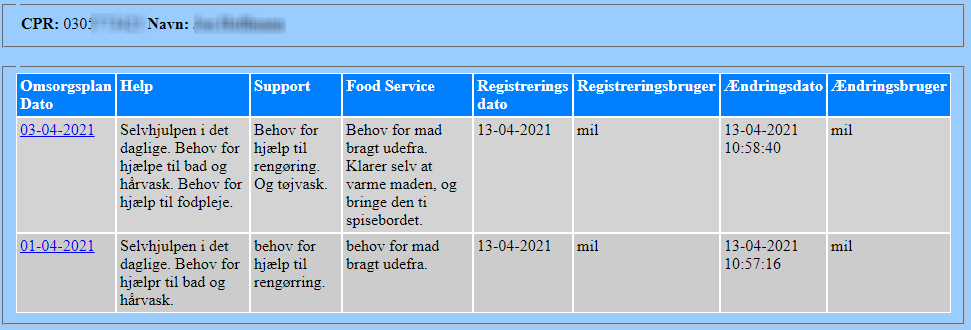 CPR: 0305 Navn:
Omsorgsplan Dato Help Support Food Service Registrerings dato Registreringsbruger Ændringsdato Ændringsbruger
03-04-2021
Selvhjulpen i det
daglige. Behov for
hjælpe til bad og
hårvask. Behov for
hjælp til fodpleje.
Behov for
hjælp til
rengøring.
Og tøjvask.
Behov for mad
bragt udefra.
Klarer selv at
varme maden, og
bringe den ti
spisebordet.
13-04-2021
mil
13-04-2021
10:58:40
mil
01-04-2021
Selvhjulpen i det
daglige. Behov for
hjælpr til bad og
hårvask.
behov for
hjælp til
rengørring.
behov for mad
bragt udefra.
13-04-2021
mil
13-04-2021
10:57:16
mil